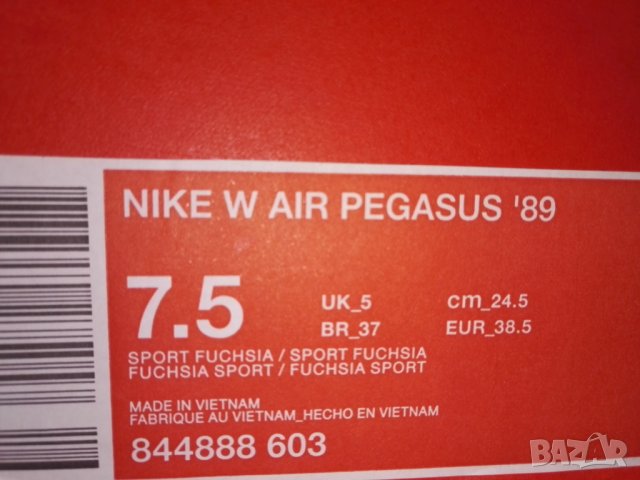 NIKE W AIR PEGASUS '89
7.5
UK_5 cm_24.5
BR_37 EUR_38.5
SPORT FUCHSIA / SPORT FUCHSIA
FUCHSIA SPORT / FUCHSIA SPORT
MADE IN VIETNAM
FABRIQUE AU VIETNAM_HECHO EN VIETNAM
844888 603
BAZAR